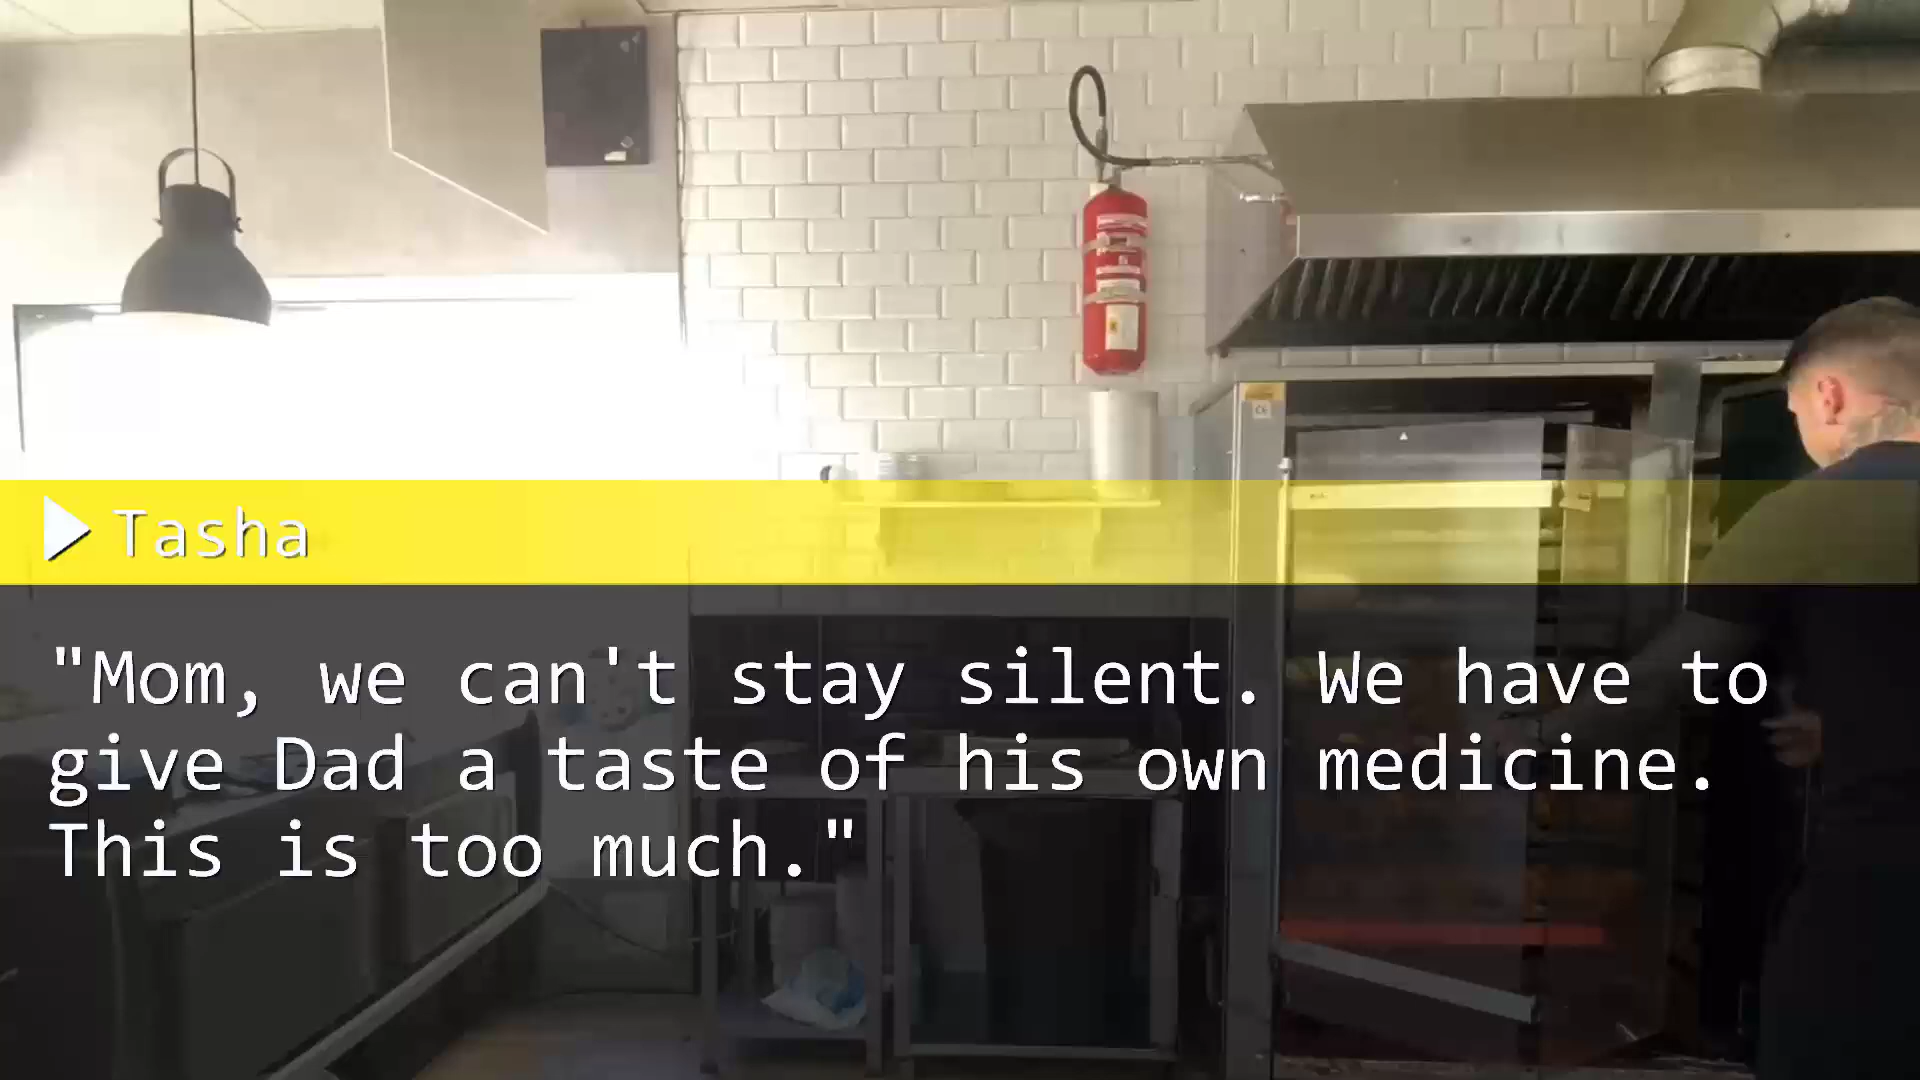 Tasha
"Mom, we can't stay silent. We have to
give Dad a taste of his own medicine.
This is too much."
CE